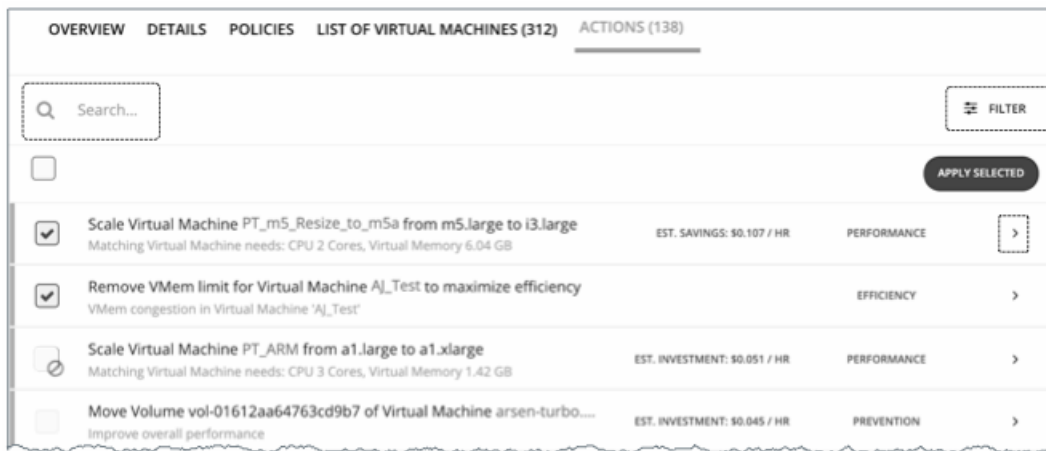 OVERVIEW DETAILS POLICIES LIST OF VIRTUAL MACHINES (312) ACTIONS (138)
Search...
FILTER
APPLY SELECTED
Scale Virtual Machine PT_m5_Resize_to_m5a from m5.large to i3.large
Matching Virtual Machine needs: CPU 2 Cores, Virtual Memory 6.04 GB
EST. SAVINGS: $0.107 / HR
PERFORMANCE
Remove VMem limit for Virtual Machine AJ_Test to maximize efficiency
VMem congestion in Virtual Machine 'AJ_Test'
EFFICIENCY
Scale Virtual Machine PT_ARM from a1.large to a1.xlarge
Matching Virtual Machine needs: CPU 3 Cores, Virtual Memory 1.42 GB
EST. INVESTMENT: $0.051 / HR
PERFORMANCE
Move Volume vol-01612aa64763cd9b7 of Virtual Machine arsen-turbo....
Improve overall performance
EST. INVESTMENT: $0.045 / HR
PREVENTION